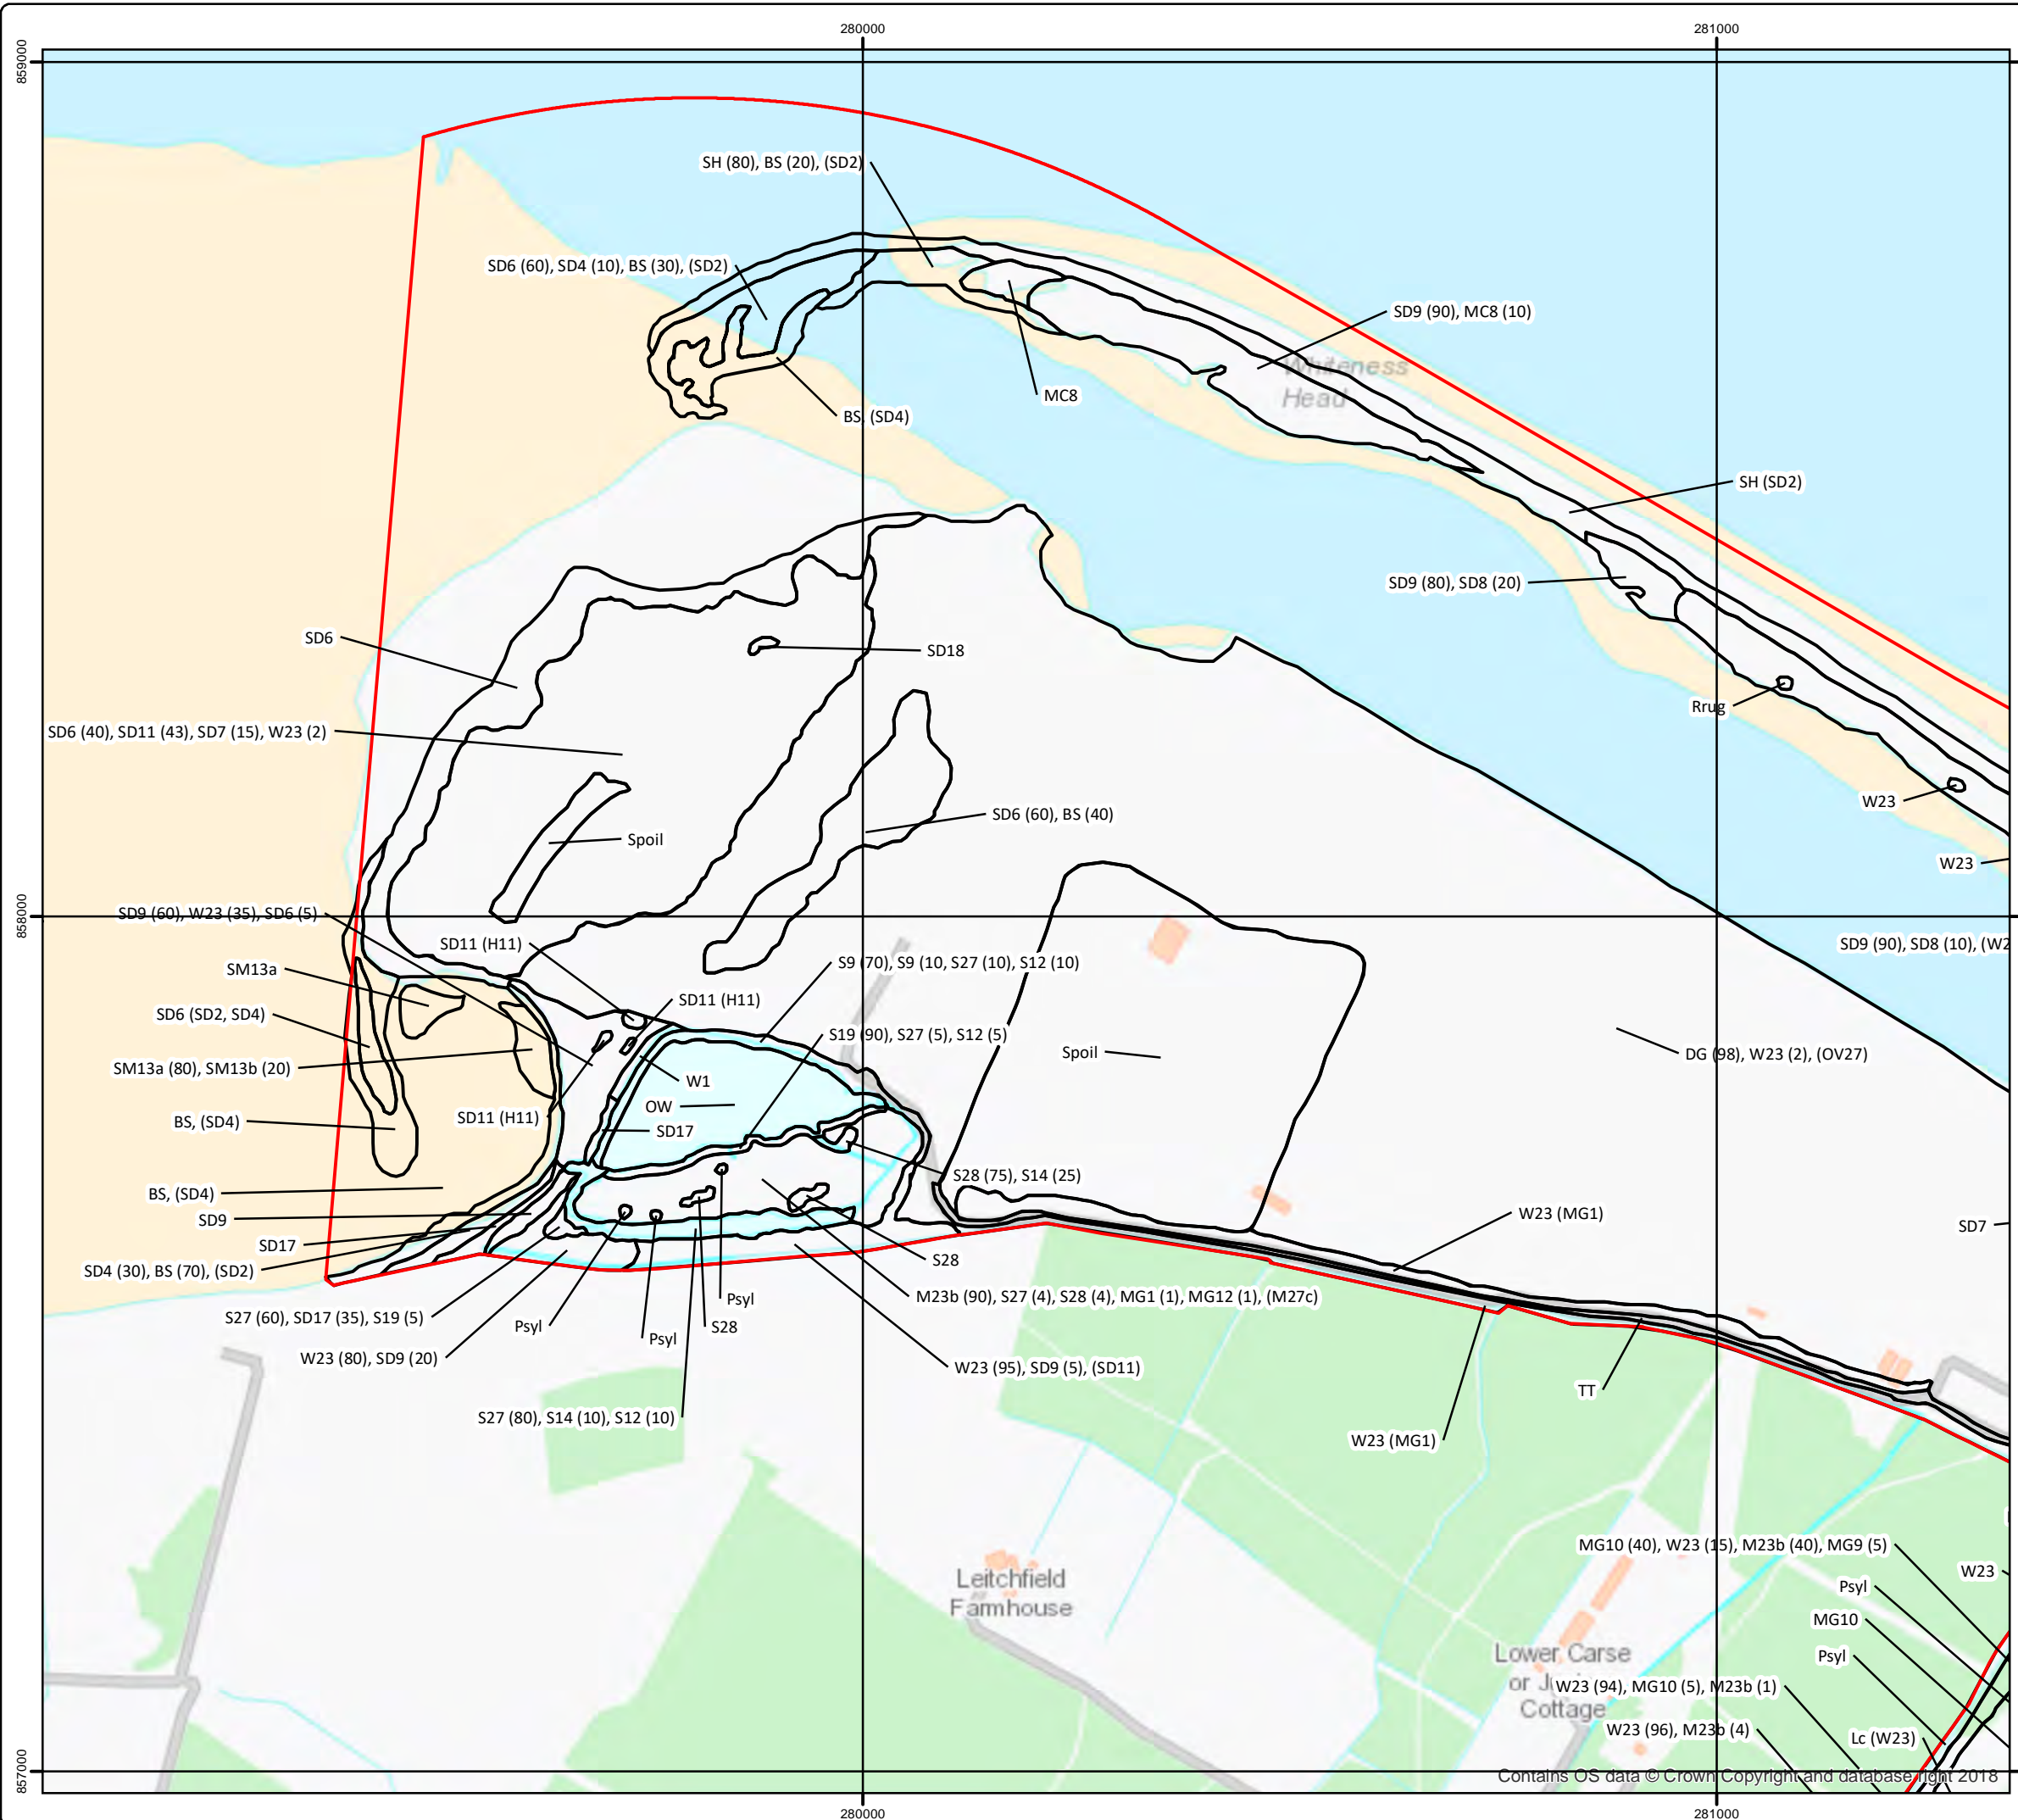 280000
281000
859000
SH (80), BS (20), (SD2)
SD6 (60), SD4 (10), BS (30), (SD2)
SD9 (90), MC8 (10)
Whiteness
Head
MC8
BS, (SD4)
SH (SD2)
SD9 (80), SD8 (20)
SD6
SD18
Rrug
SD6 (40), SD11 (43), SD7 (15), W23 (2)
W23
SD6 (60), BS (40)
Spoil
W23
858000
SD9 (60), W23 (35), SD6 (5)
SD11 (H11)
SD9 (90), SD8 (10), (W2
S9 (70), S9 (10, S27 (10), S12 (10)
SM13a
SD11 (H11)
SD6 (SD2, SD4)
S19 (90), S27 (5), S12 (5)
Spoil
DG (98), W23 (2), (OV27)
SM13a (80), SM13b (20)
W1
OW
SD11 (H11)
BS, (SD4)
SD17
S28 (75), S14 (25)
BS, (SD4)
W23 (MG1)
SD9
SD7
SD17
S28
SD4 (30), BS (70), (SD2)
M23b (90), S27 (4), S28 (4), MG1 (1), MG12 (1), (M27c)
Psyl
S27 (60), SD17 (35), S19 (5)
Psyl
S28
Psyl
W23 (80), SD9 (20)
W23 (95), SD9 (5), (SD11)
TT
S27 (80), S14 (10), S12 (10)
W23 (MG1)
MG10 (40), W23 (15), M23b (40), MG9 (5)
W23
Leitchfield
Farmhouse
Psyl
MG10
Lower Carse
or Ju
Cottage
Psyl
W23 (94), MG10 (5), M23b (1)
W23 (96), M23b (4)
Lc (W23)
857000
Contains OS data © Crown Copyright and database right 2018
280000
281000